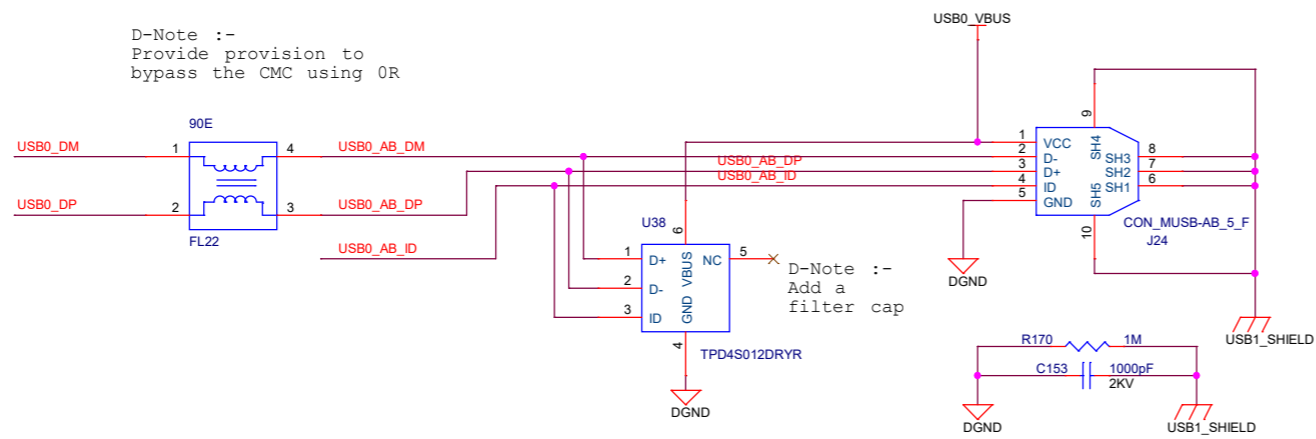 USB0_VBUS
D-Note :-
Provide provision to
bypass the CMC using 0R
90E
USB0_DM
1
4
USB0_AB_DM
USB0_DP
2
3
USB0_AB_DP
FL22
USB0_AB_ID
USB0_AB_DP
USB0_AB_ID
1
2
3
4
5
VCC
D-
D+
ID
GND
9
SH4
SH3
SH2
SH1
SH5
8
7
6
10
CON_MUSB-AB_5_F
J24
DGND
U38
6
1
2
3
D+
D-
ID
VBUS
GND
NC
5
4
TPD4S012DRYR
DGND
D-Note :-
Add a
filter cap
USB1_SHIELD
R170
1M
C153
1000pF
2KV
DGND
USB1_SHIELD